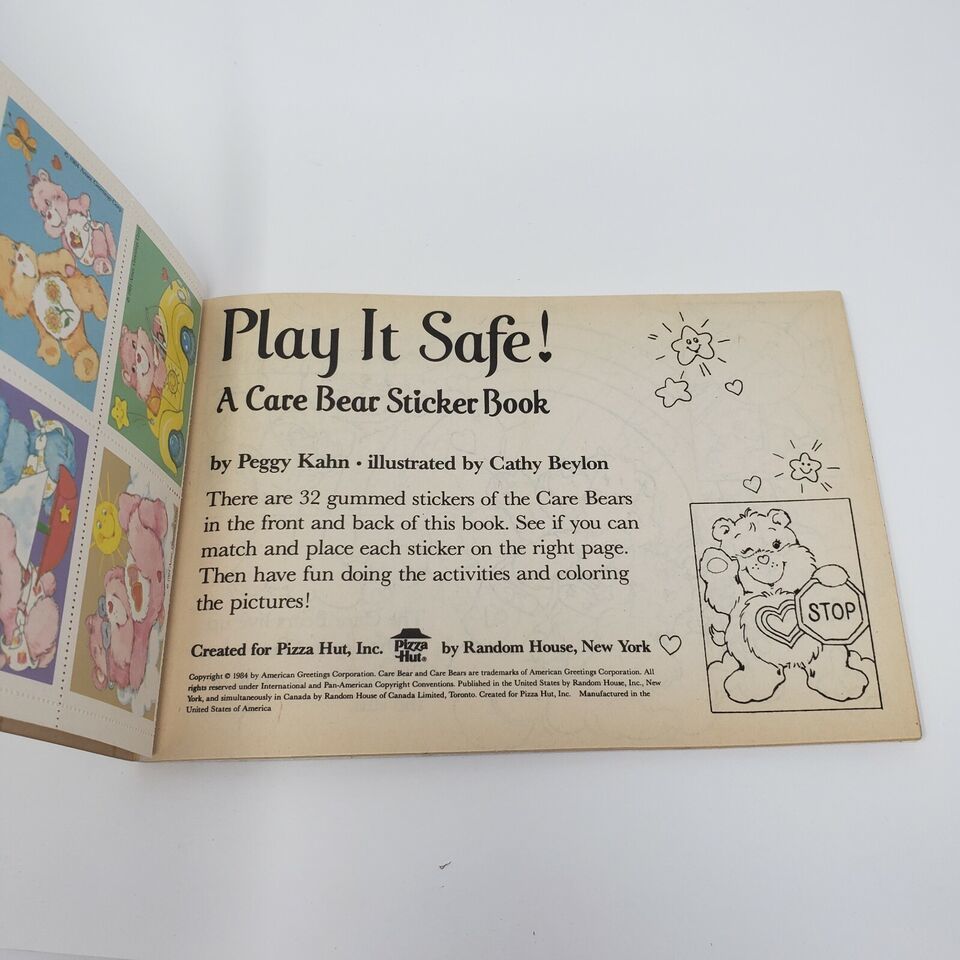 Play It Safe!
A Care Bear Sticker Book
by Peggy Kahn • illustrated by Cathy Beylon
There are 32 gummed stickers of the Care Bears
in the front and back of this book. See if you can
match and place each sticker on the right page.
Then have fun doing the activities and coloring
the pictures!
STOP
Created for Pizza Hut, Inc. Pizza Hut® by Random House, New York
Copyright © 1984 by American Greetings Corporation. Care Bear and Care Bears are trademarks of American Greetings Corporation. All
rights reserved under International and Pan-American Copyright Conventions. Published in the United States by Random House, Inc., New
York, and simultaneously in Canada by Random House of Canada Limited, Toronto. Created for Pizza Hut, Inc. Manufactured in the
United States of America